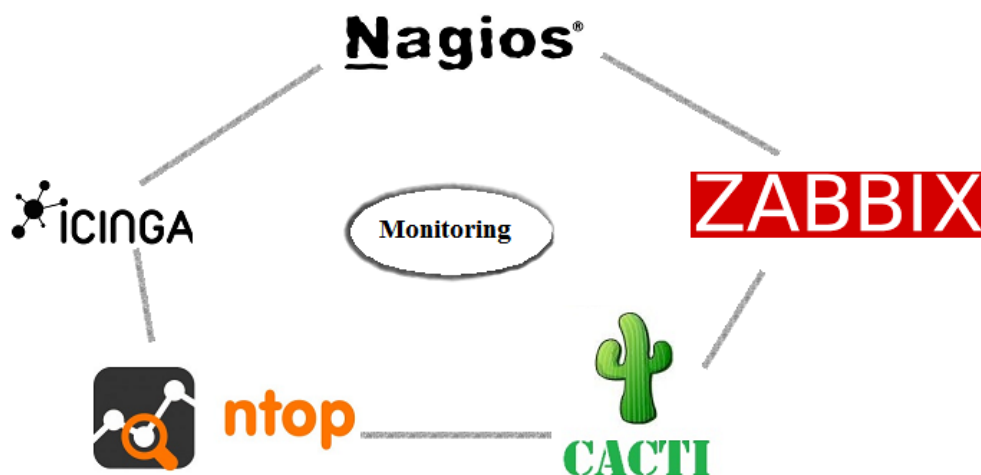 Nagios®
ICINGA
ZABBIX
Monitoring
ntop
CACTI